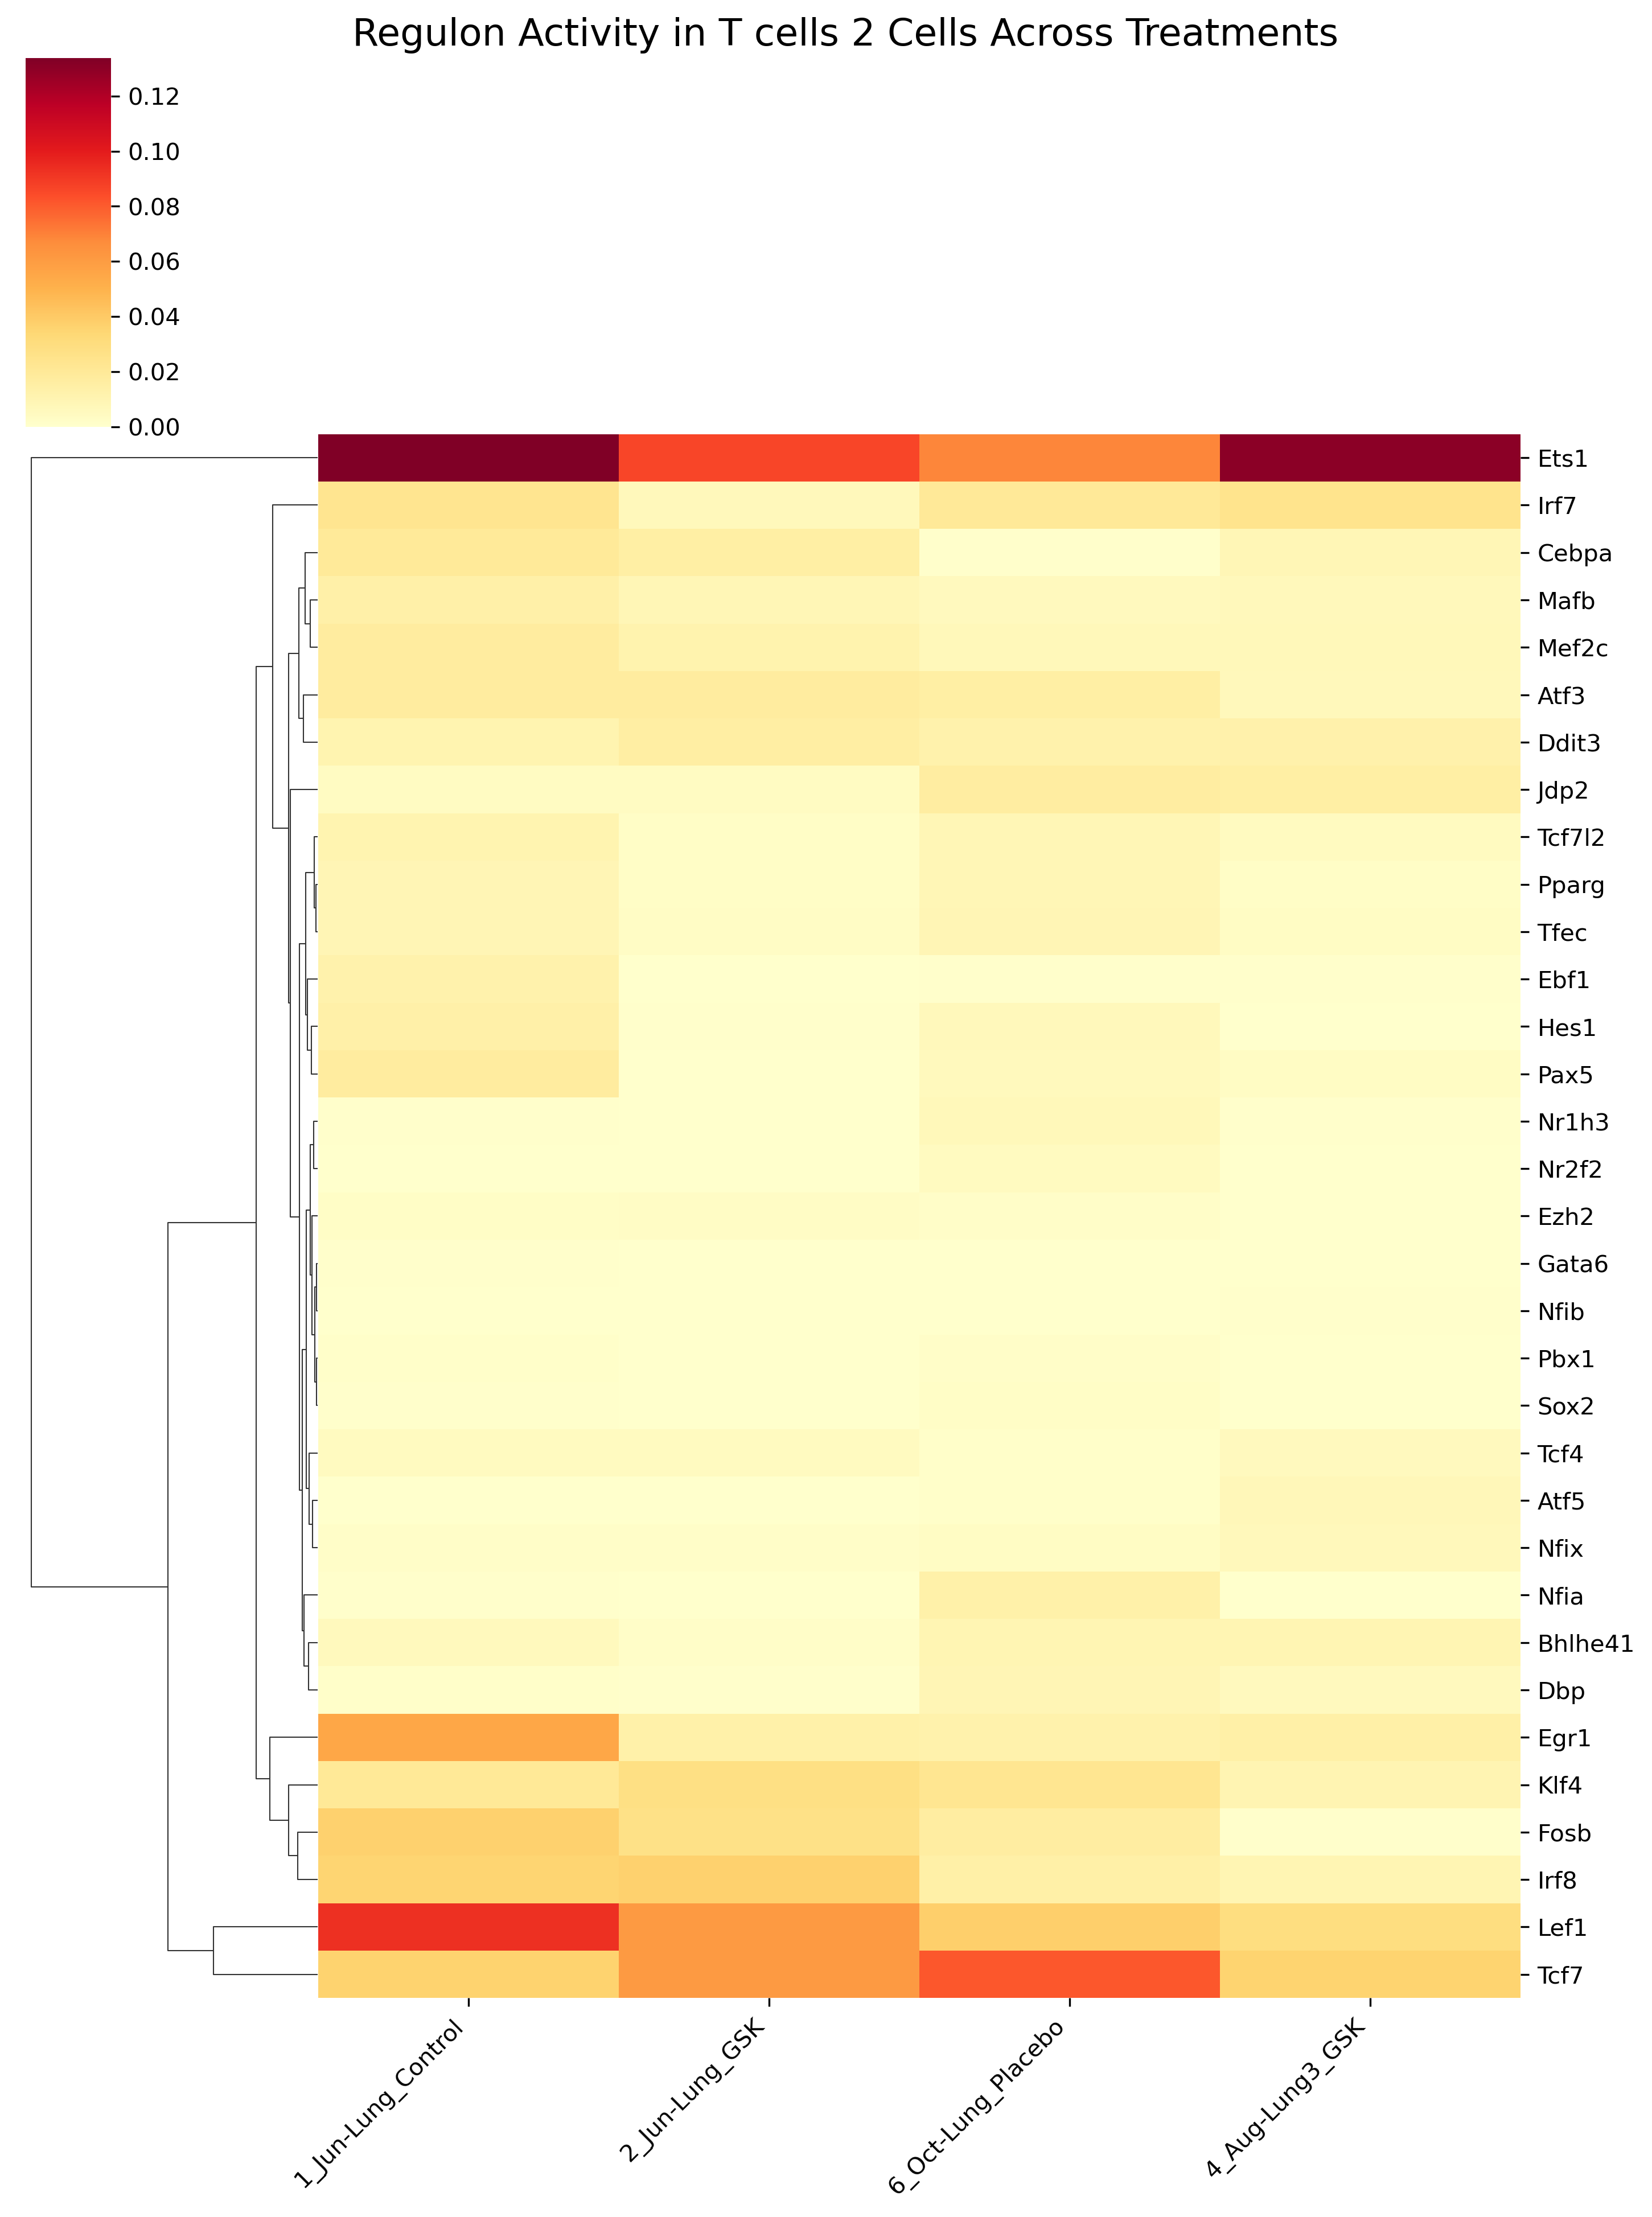 Regulon Activity in T cells 2 Cells Across Treatments
0.12
0.10
0.08
0.06
0.04
0.02
0.00
Ets1
Irf7
Cebpa
Mafb
Mef2c
Atf3
Ddit3
Jdp2
Tcf7l2
Pparg
Tfec
Ebf1
Hes1
Pax5
Nr1h3
Nr2f2
Ezh2
Gata6
Nfib
Pbx1
Sox2
Tcf4
Atf5
Nfix
Nfia
Bhlhe41
Dbp
Egr1
Klf4
Fosb
Irf8
Lef1
Tcf7
1_Jun-Lung_Control
2_Jun-Lung_GSK
6_Oct-Lung_Placebo
4_Aug-Lung3_GSK